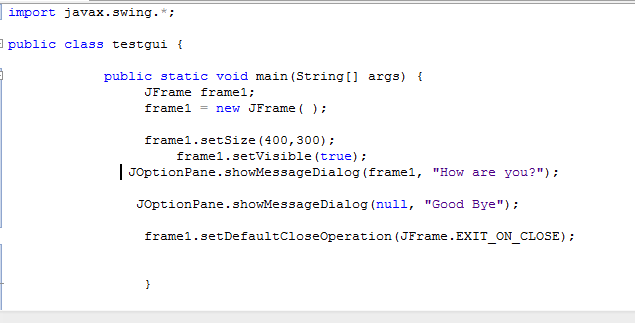 import javax.swing.*;
public class testgui {
public static void main(String[] args) {
JFrame frame1;
frame1 = new JFrame( );
frame1.setSize(400,300);
frame1.setVisible(true);
JOptionPane.showMessageDialog(frame1, "How are you?");
JOptionPane.showMessageDialog(null, "Good Bye");
frame1.setDefaultCloseOperation(JFrame.EXIT_ON_CLOSE);
}